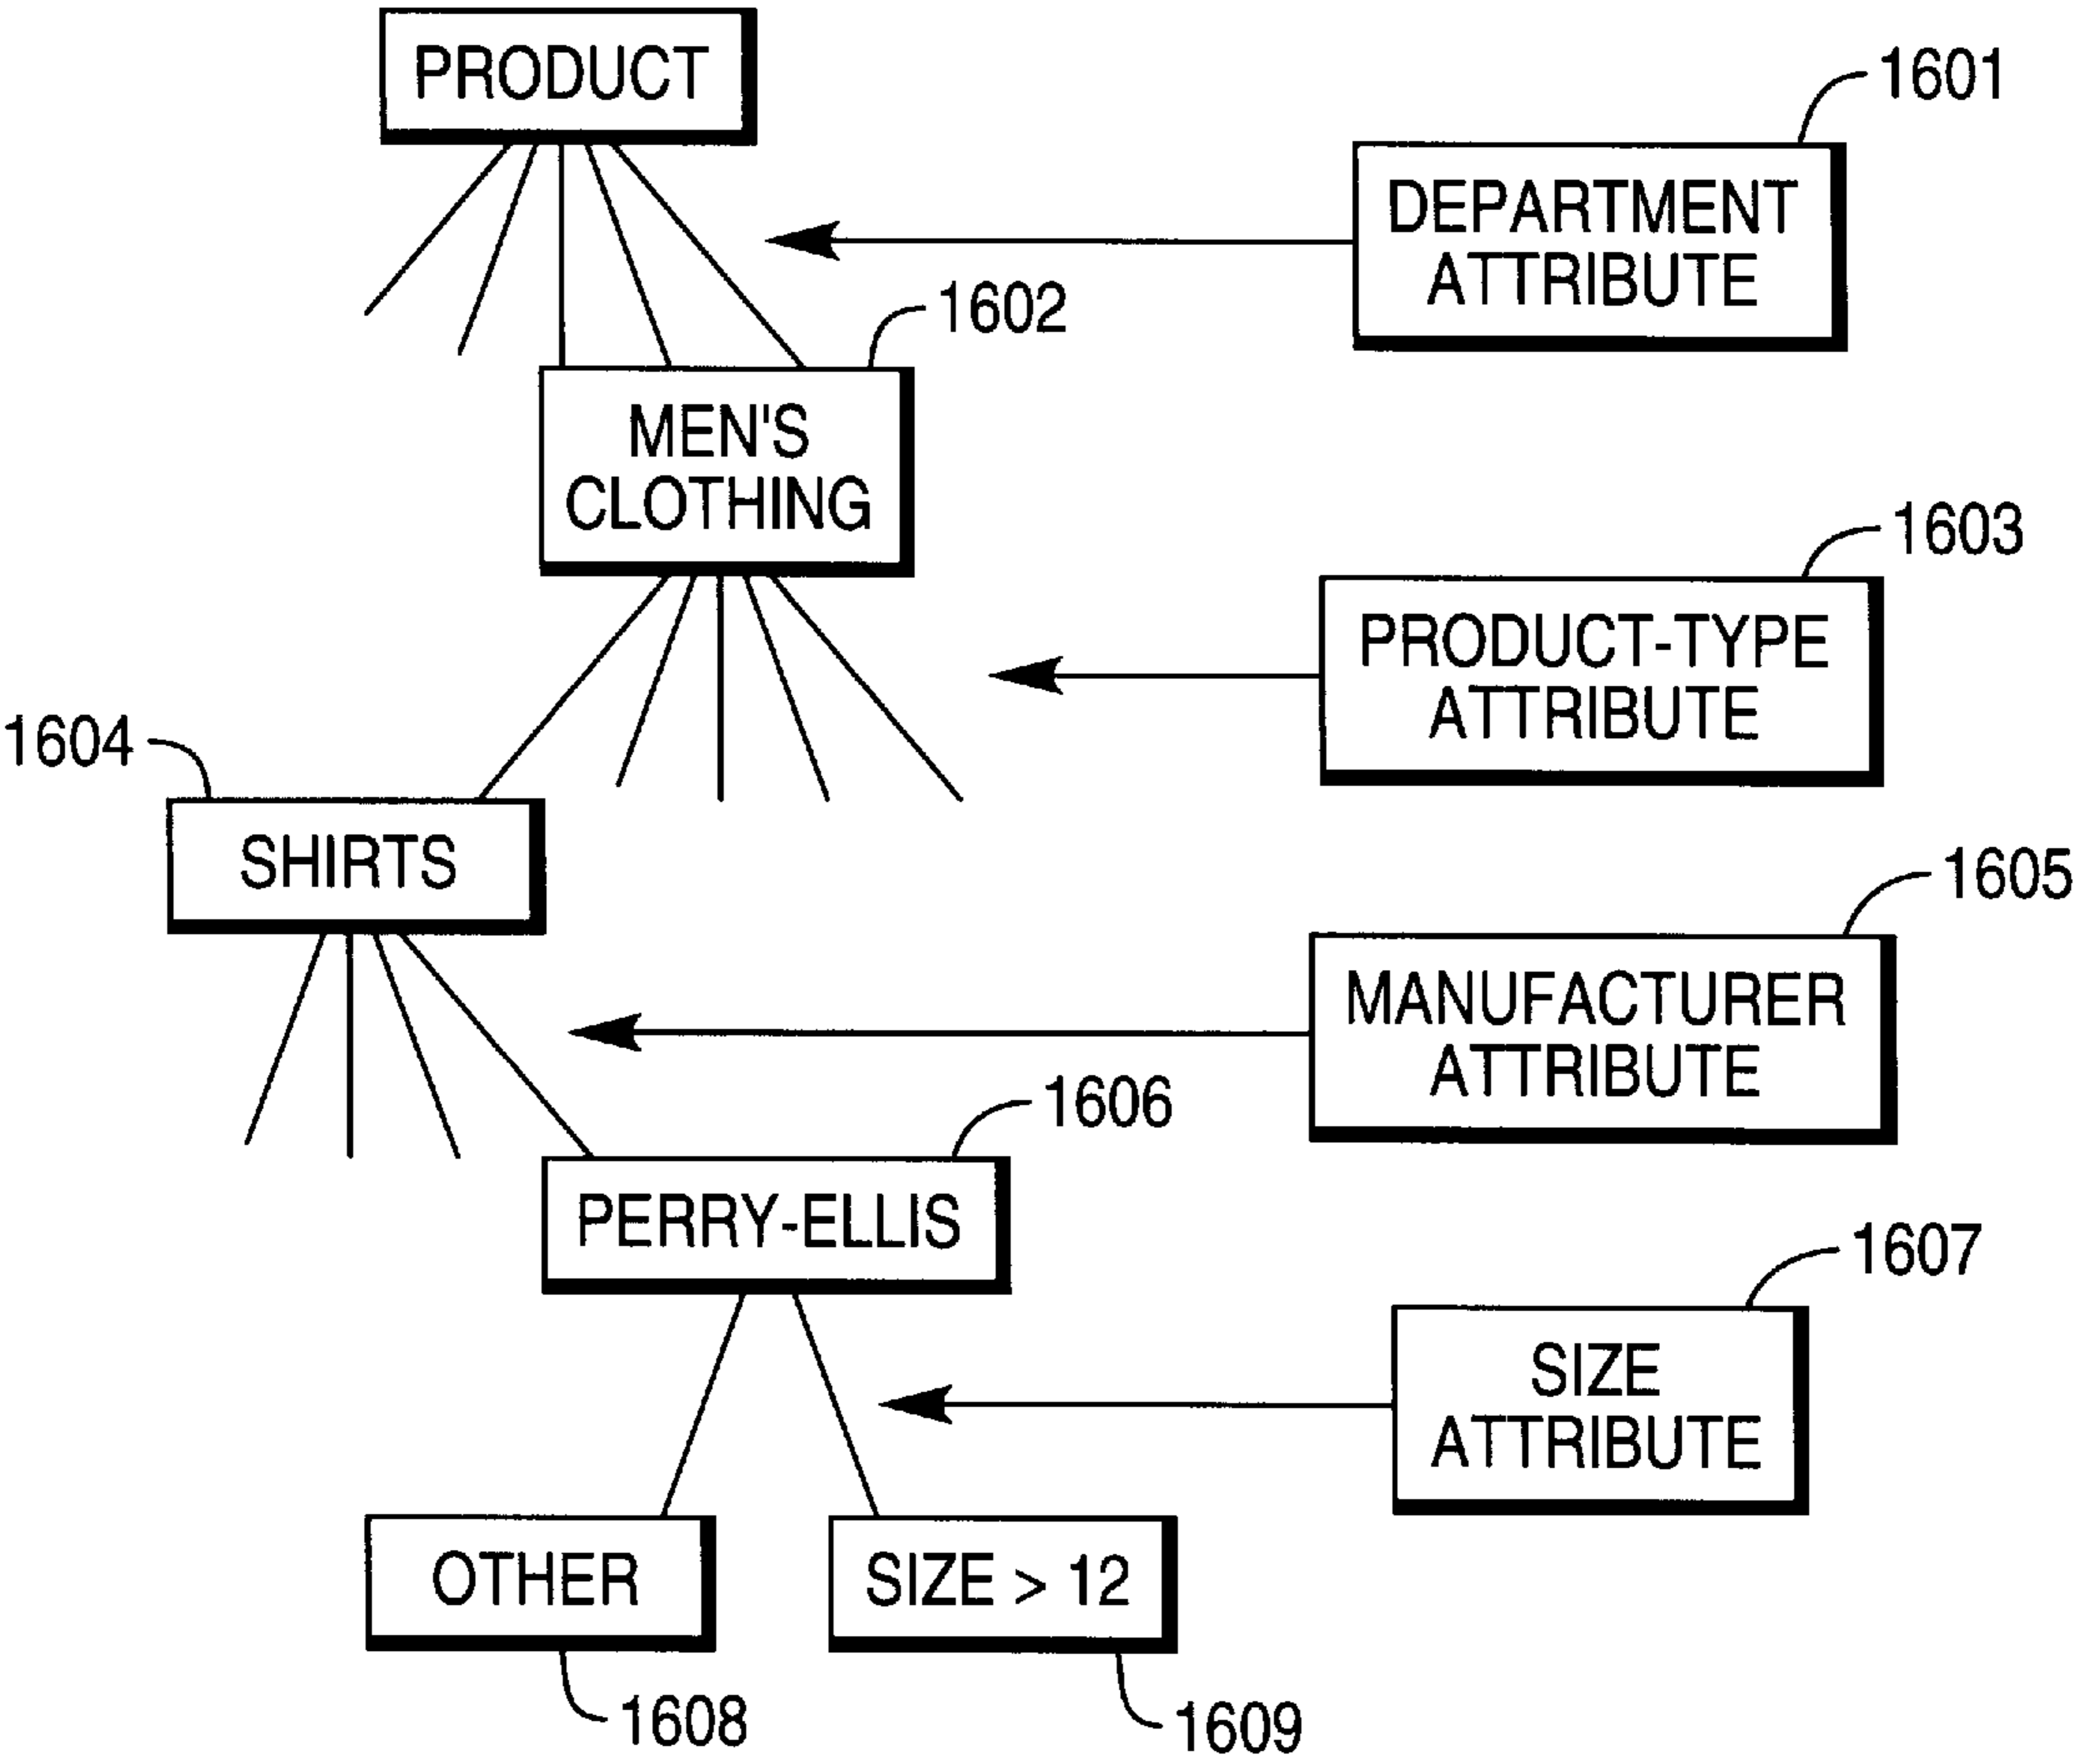 PRODUCT
1601
DEPARTMENT
ATTRIBUTE
1602
MEN'S
CLOTHING
1603
PRODUCT-TYPE
ATTRIBUTE
1604
SHIRTS
1605
MANUFACTURER
ATTRIBUTE
1606
PERRY-ELLIS
1607
SIZE
ATTRIBUTE
OTHER
SIZE > 12
1608
1609